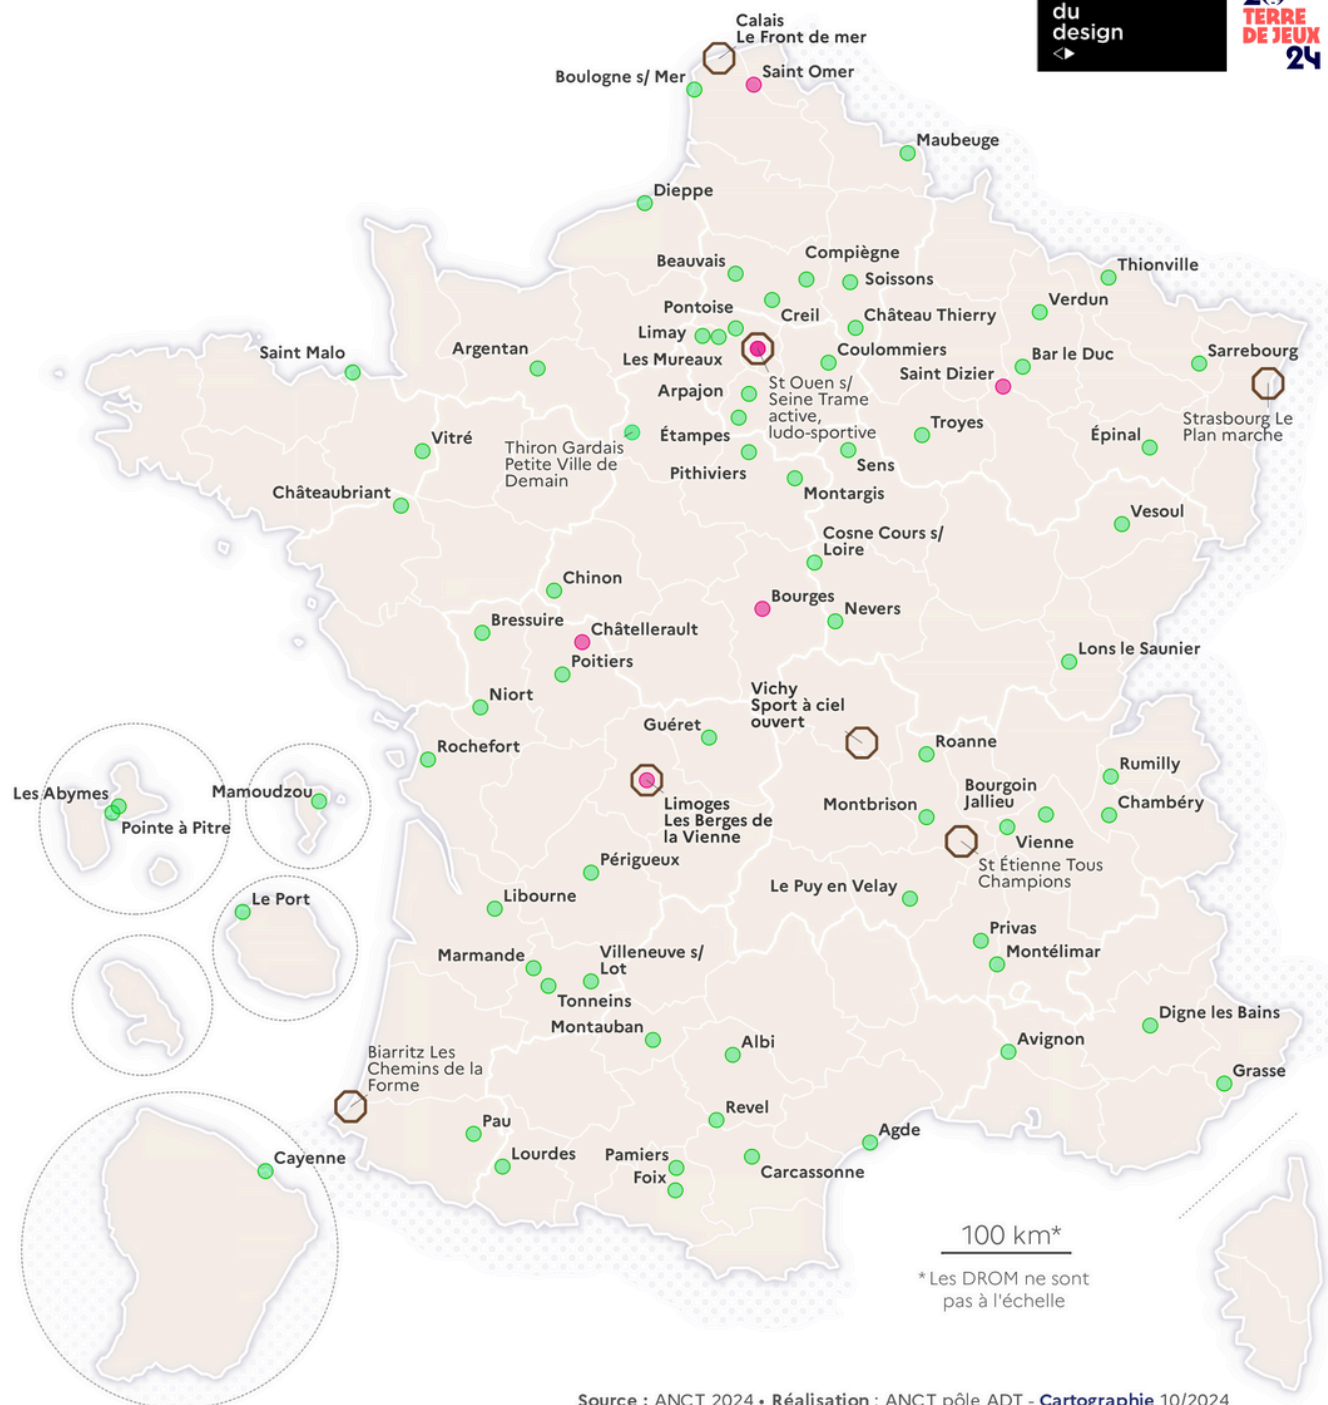 du
design
TERRE
DE JEUX
24
Calais
Le Front de mer
Boulogne s/ Mer
Saint Omer
Maubeuge
Dieppe
Beauvais
Compiègne
Soissons
Thionville
Pontoise
Creil
Château Thierry
Verdun
Limay
Les Mureaux
Coulommiers
Bar le Duc
Sarrebourg
Saint Malo
Argentan
Saint Dizier
Arpajon
St Ouen s/
Seine Trame
active,
ludo-sportive
Strasbourg Le
Plan marche
Vitré
Thiron Gardais
Petite Ville de
Demain
Étampes
Troyes
Épinal
Pithiviers
Sens
Châteaubriant
Montargis
Vesoul
Cosne Cours s/
Loire
Chinon
Bourges
Nevers
Bressuire
Châtellerault
Poitiers
Lons le Saunier
Niort
Vichy
Sport à ciel
ouvert
Guéret
Rochefort
Roanne
Rumilly
Les Abymes
Pointe à Pitre
Mamoudzou
Limoges
Les Berges de
la Vienne
Montbrison
Bourgoin
Jallieu
Chambéry
Vienne
St Étienne Tous
Champions
Périgueux
Le Puy en Velay
Le Port
Libourne
Privas
Montélimar
Marmande
Villeneuve s/
Lot
Tonneins
Montauban
Albi
Avignon
Digne les Bains
Grasse
Biarritz Les
Chemins de la
Forme
Revel
Pau
Agde
Lourdes
Pamiers
Carcassonne
Foix
Cayenne
100 km*
*Les DROM ne sont
pas à l'échelle
Source : ANCT 2024 • Réalisation : ANCT pôle ADT - Cartographie 10/2024